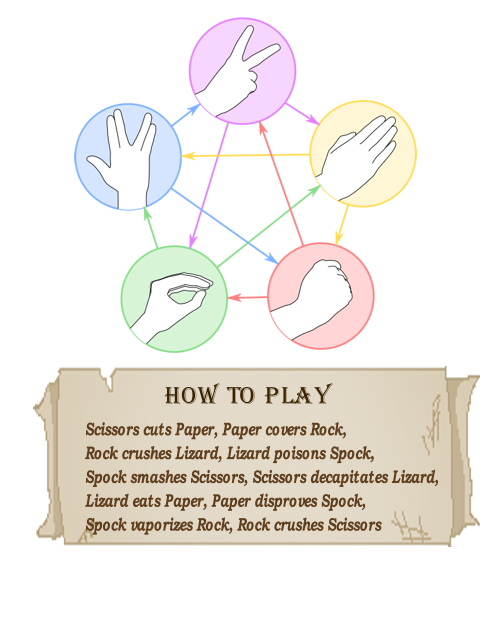 HOW TO PLAY
Scissors cuts Paper, Paper covers Rock,
Rock crushes Lizard, Lizard poisons Spock,
Spock smashes Scissors, Scissors decapitates Lizard,
Lizard eats Paper, Paper disproves Spock,
Spock vaporizes Rock, Rock crushes Scissors